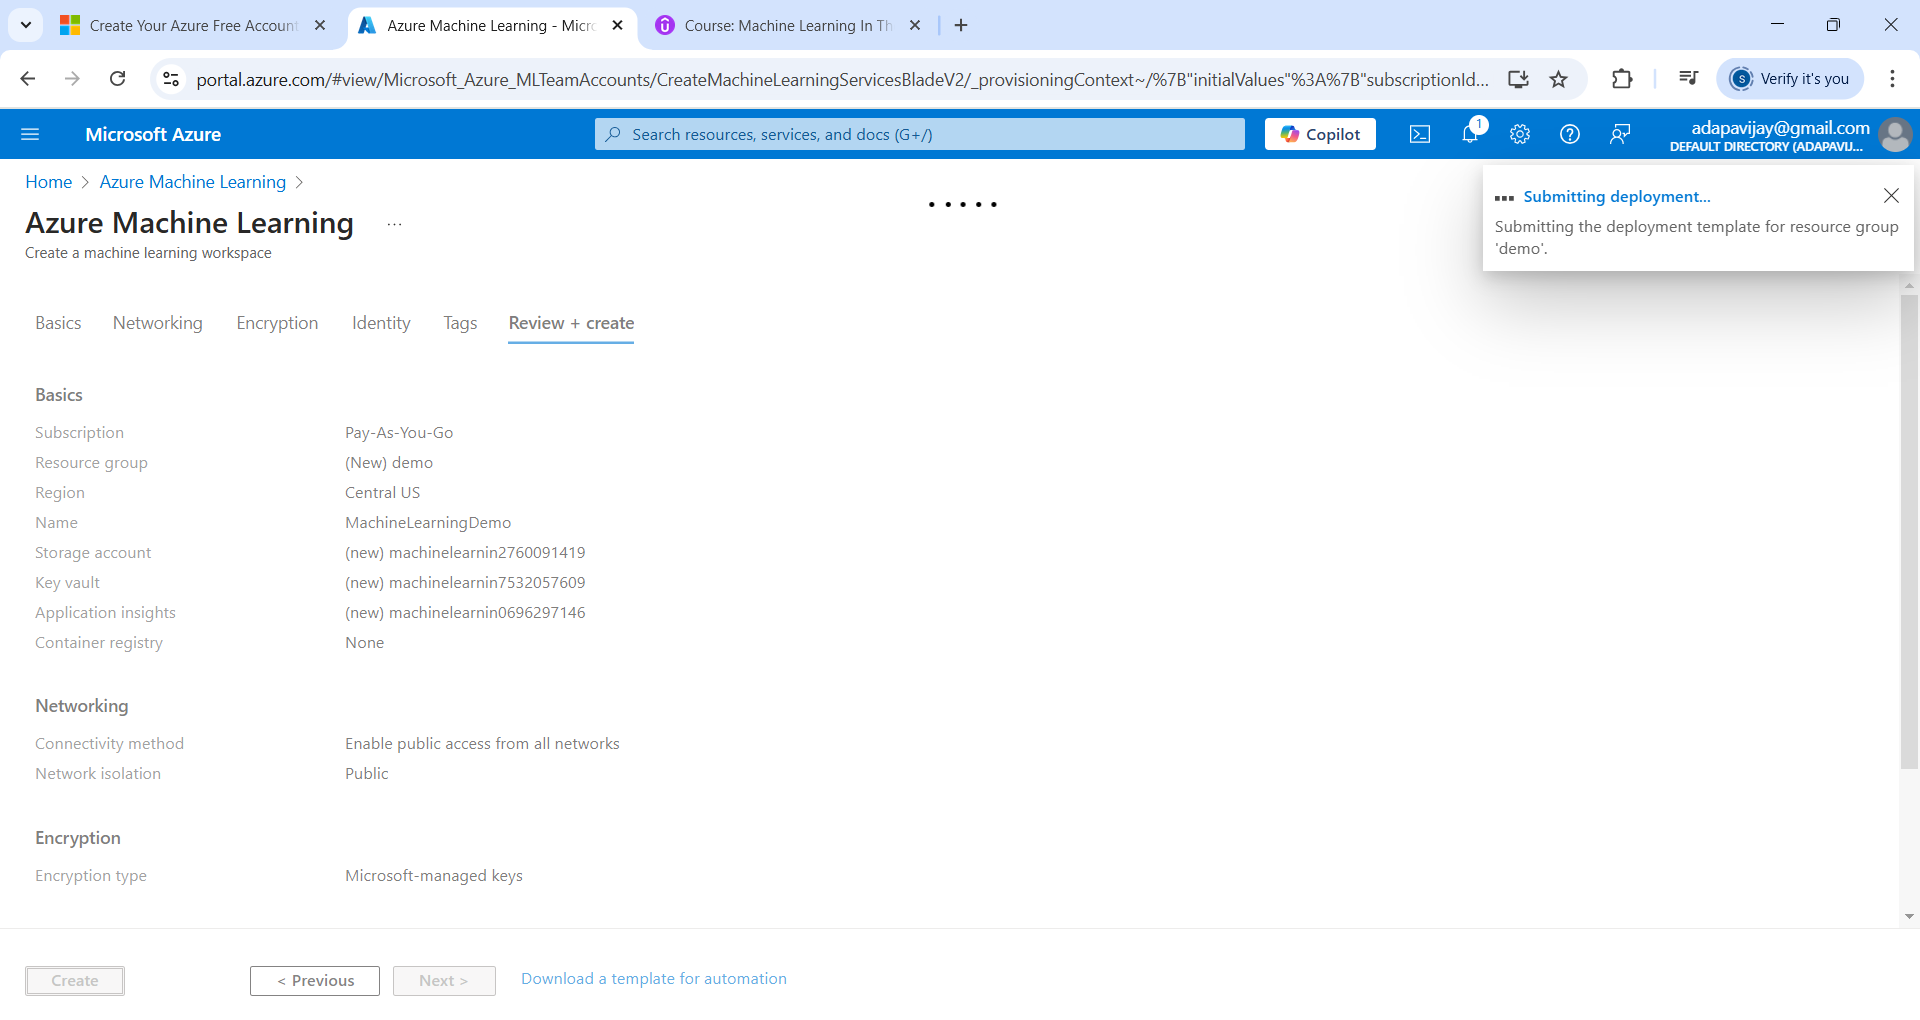 Create Your Azure Free Account
Azure Machine Learning - Micro
Course: Machine Learning In Th
portal.azure.com/#view/Microsoft_Azure_MLTeamAccounts/CreateMachineLearningServicesBladeV2/_provisioningContext~/%7B"initialValues"%3A%7B"subscriptionId...
Verify it's you
Microsoft Azure
Search resources, services, and docs (G+/)
Copilot
1
adapavijay@gmail.com
DEFAULT DIRECTORY (ADAPAVIJ...
Home > Azure Machine Learning >
Azure Machine Learning ...
Create a machine learning workspace
Submitting deployment...
Submitting the deployment template for resource group
'demo'.
Basics Networking Encryption Identity Tags Review + create
Basics
Subscription Pay-As-You-Go
Resource group (New) demo
Region Central US
Name MachineLearningDemo
Storage account (new) machinelearnin2760091419
Key vault (new) machinelearnin7532057609
Application insights (new) machinelearnin0696297146
Container registry None
Networking
Connectivity method Enable public access from all networks
Network isolation Public
Encryption
Encryption type Microsoft-managed keys
Create < Previous Next > Download a template for automation